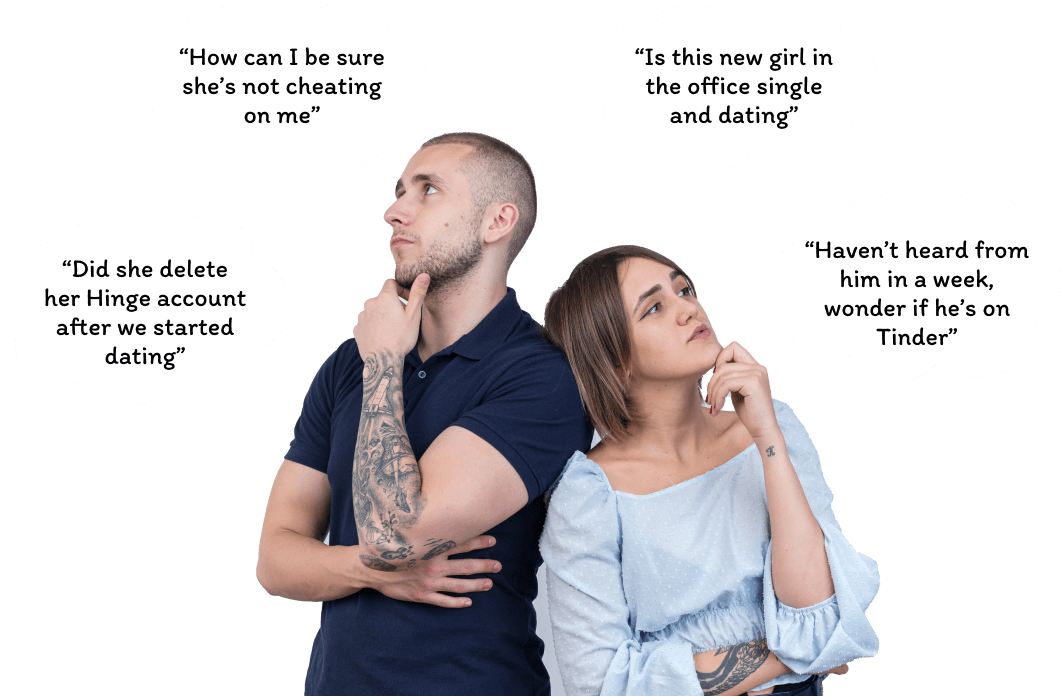 “How can I be sure
she’s not cheating
on me”
“Is this new girl in
the office single
and dating”
“Did she delete
her Hinge account
after we started
dating”
“Haven’t heard from
him in a week,
wonder if he’s on
Tinder”